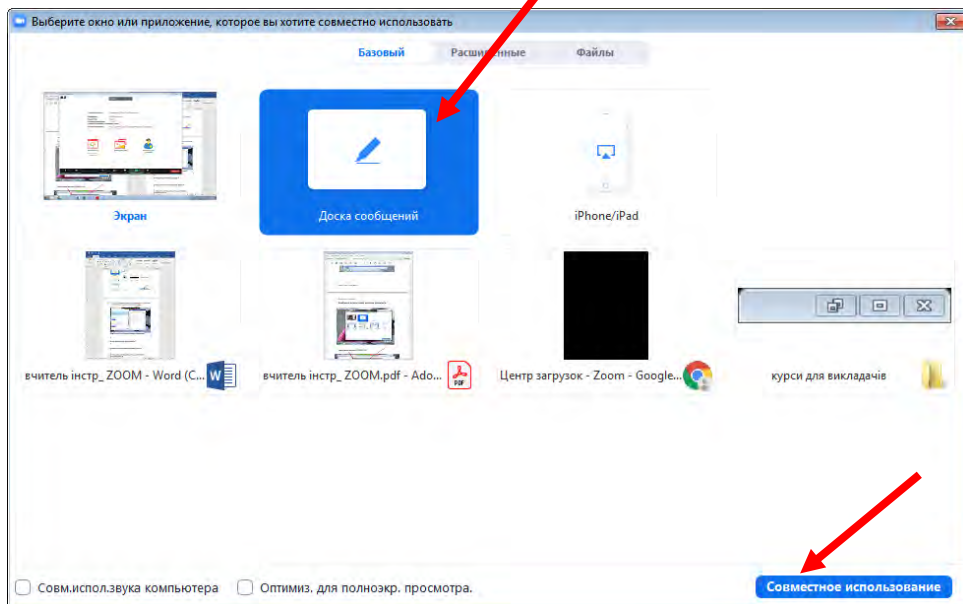 Выберите окно или приложение, которое вы хотите совместно использовать
Базовый Расширенные Файлы
Экран Доска сообщений iPhone/iPad
вчитель інстр_ ZOOM - Word (С... вчитель інстр_ ZOOM.pdf - Ado... Центр загрузок - Zoom - Google... курси для викладачів
W PDF
Совм.испол.звука компьютера Оптимиз. для полноэкр. просмотра. Совместное использование